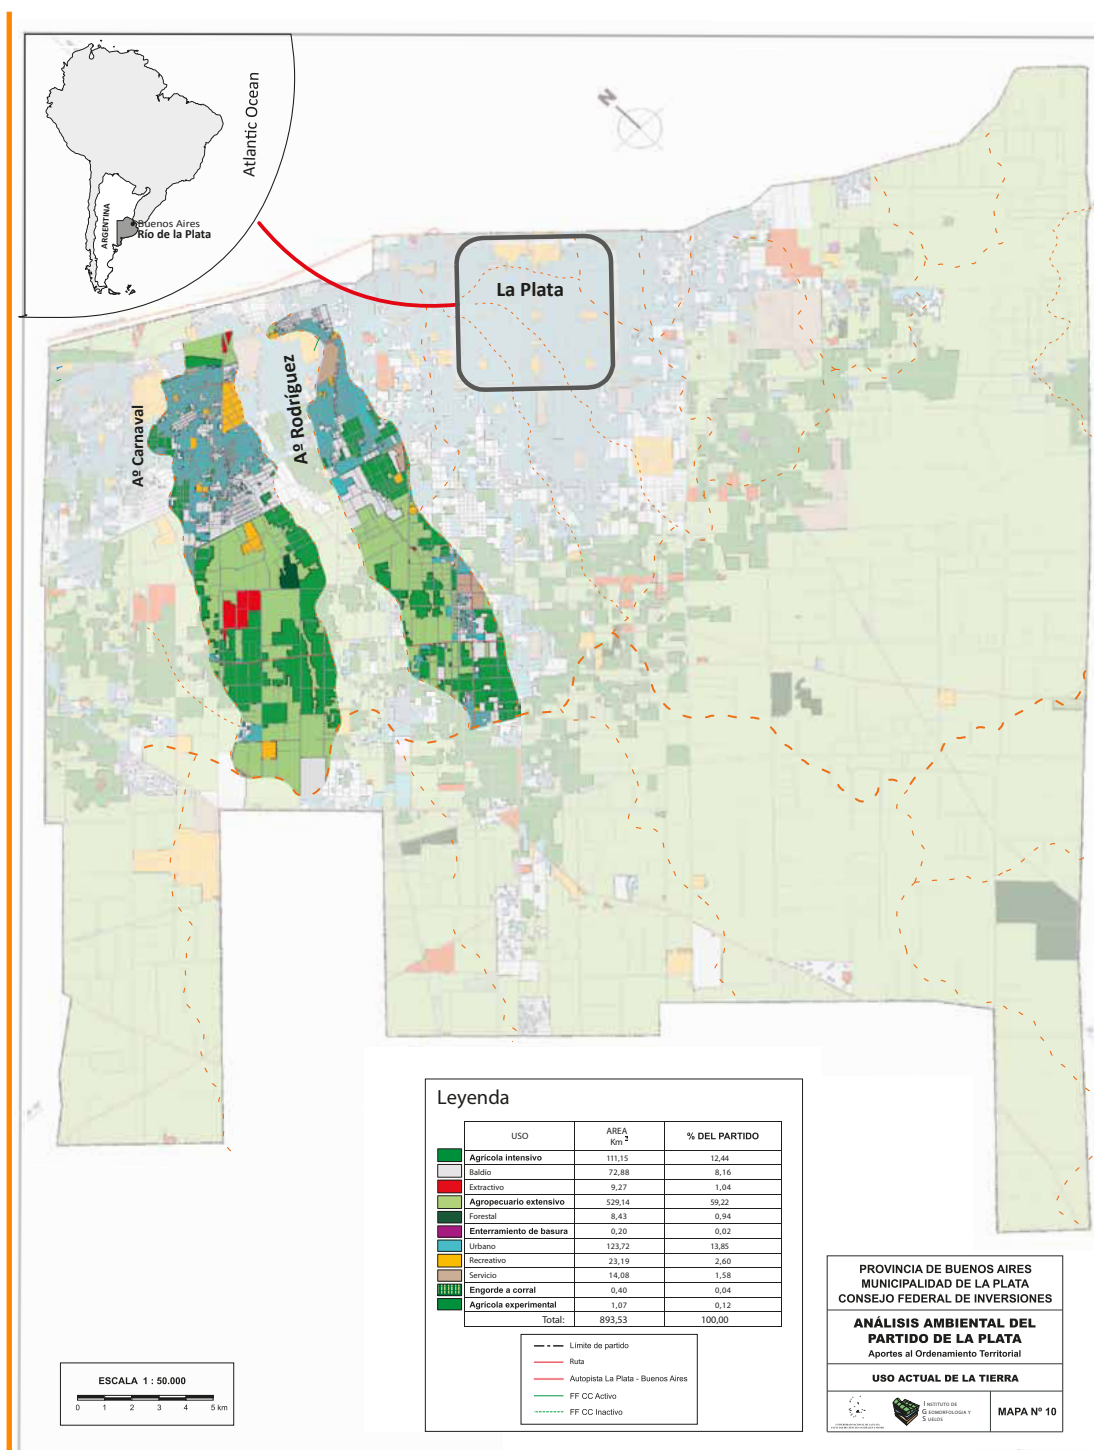 Atlantic Ocean
ARGENTINA
Buenos Aires
Río de la Plata
N
La Plata
Aº Carnaval
Aº Rodríguez
Leyenda
USO AREA Km² % DEL PARTIDO
Agrícola intensivo 111,15 12,44
Baldío 72,88 8,16
Extractivo 9,27 1,04
Agropecuario extensivo 529,14 59,22
Forestal 8,43 0,94
Enterramiento de basura 0,20 0,02
Urbano 123,72 13,85
Recreativo 23,19 2,60
Servicio 14,08 1,58
Engorde a corral 0,40 0,04
Agrícola experimental 1,07 0,12
Total: 893,53 100,00
Límite de partido
Ruta
Autopista La Plata - Buenos Aires
FF CC Activo
FF CC Inactivo
ESCALA 1 : 50.000
0 1 2 3 4 5 km
PROVINCIA DE BUENOS AIRES
MUNICIPALIDAD DE LA PLATA
CONSEJO FEDERAL DE INVERSIONES
ANÁLISIS AMBIENTAL DEL
PARTIDO DE LA PLATA
Aportes al Ordenamiento Territorial
USO ACTUAL DE LA TIERRA
INSTITUTO DE
GEOMORFOLOGIA Y
SUELOS
MAPA Nº 10